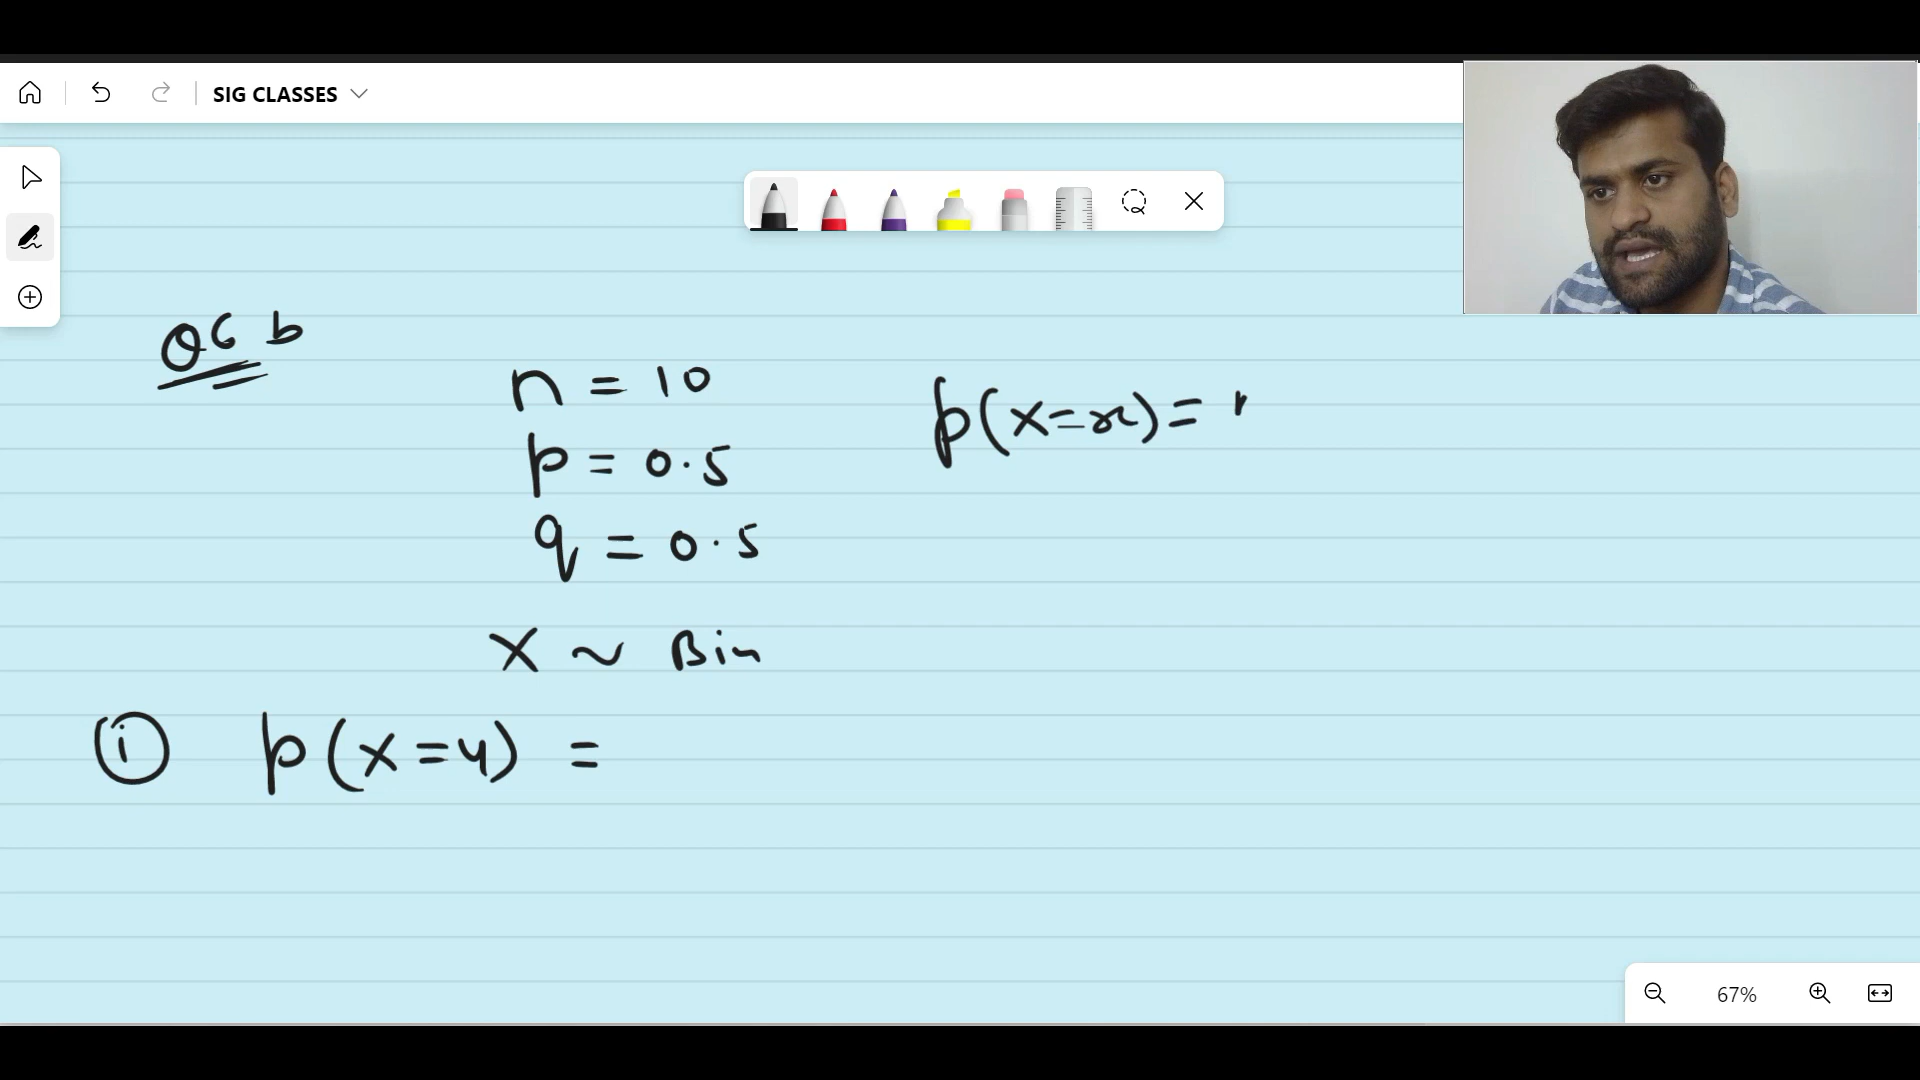 SIG CLASSES
Q6 b
n = 10
p = 0.5
q = 0.5
p(x=x)=
X ~ Bin
i p(x=4) =
67%